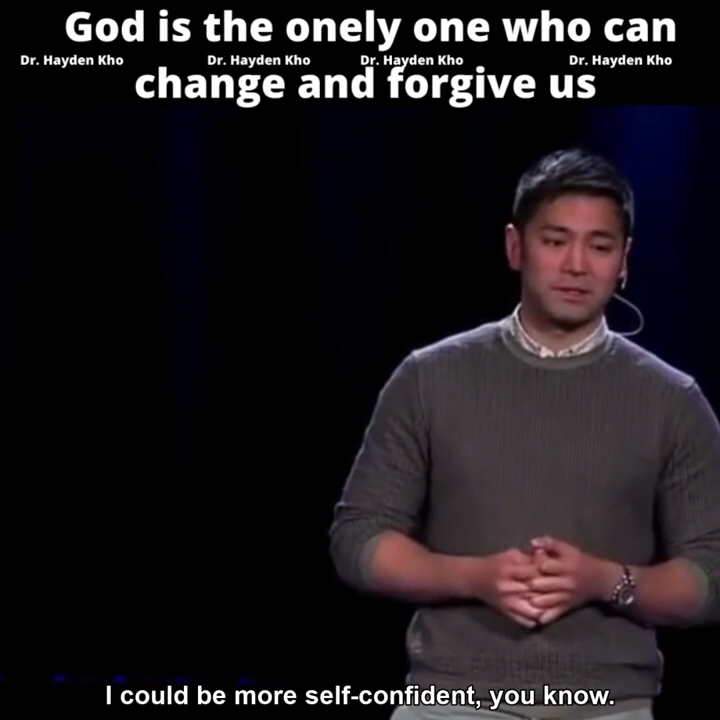 God is the onely one who can
Dr. Hayden Kho Dr. Hayden Kho Dr. Hayden Kho Dr. Hayden Kho
change and forgive us
I could be more self-confident, you know.